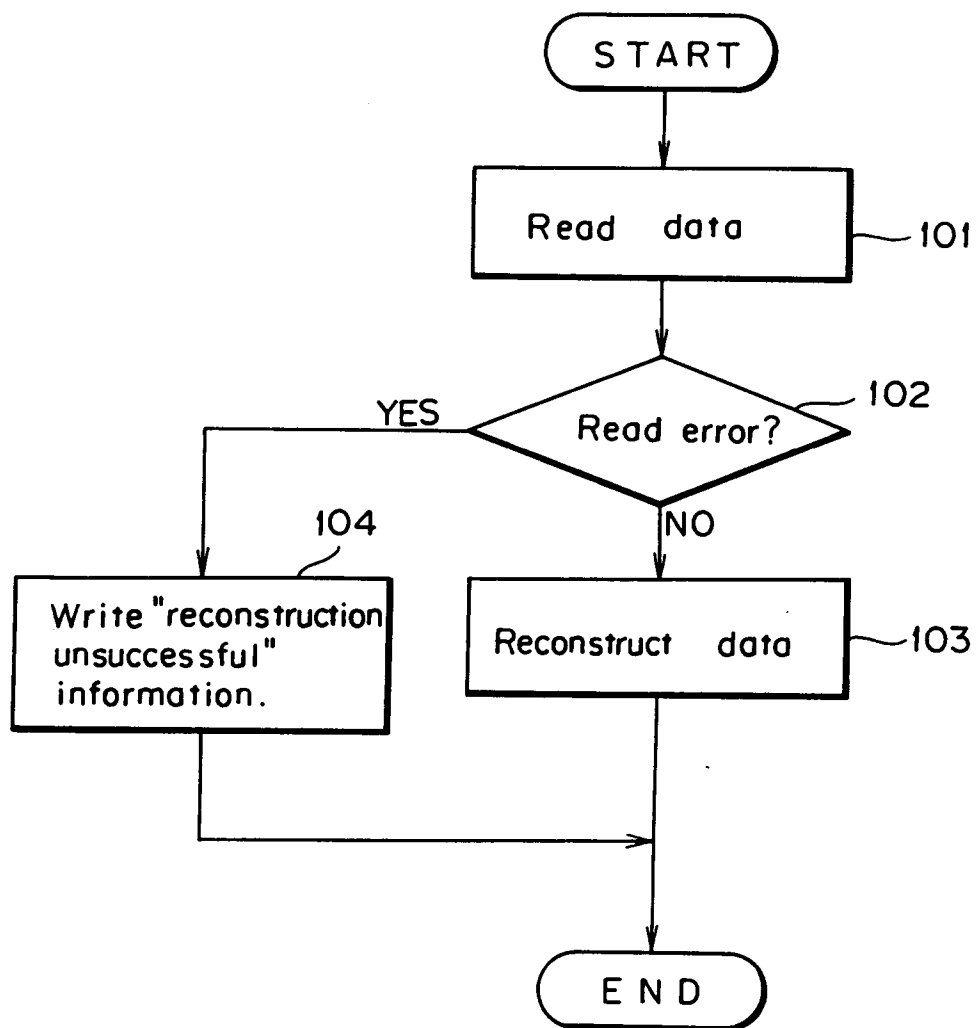 START
Read data
101
Read error?
102
YES
NO
104
Write "reconstruction
unsuccessful"
information.
Reconstruct data
103
END